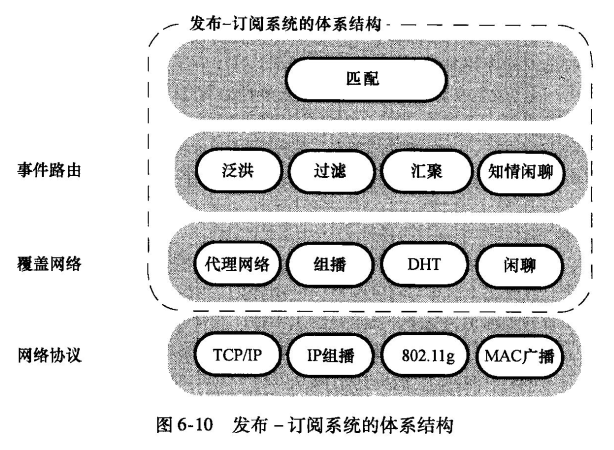 发布-订阅系统的体系结构
匹配
事件路由 泛洪 过滤 汇聚 知情闲聊
覆盖网络 代理网络 组播 DHT 闲聊
网络协议 TCP/IP IP组播 802.11g MAC广播
图6-10 发布－订阅系统的体系结构